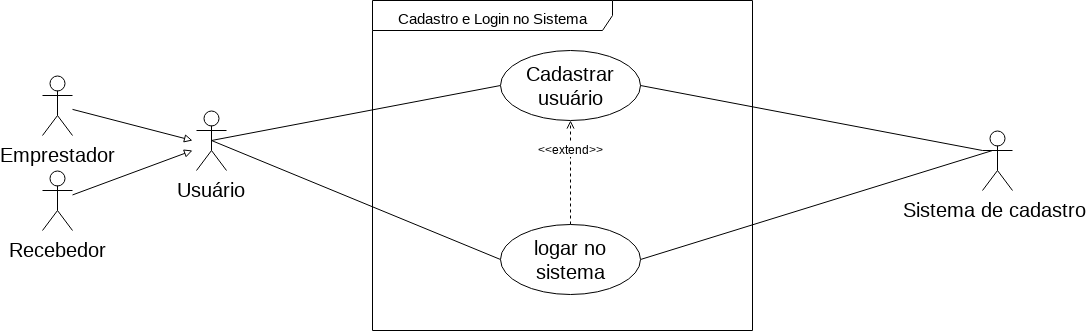 Cadastro e Login no Sistema
Cadastrar
usuário
<<extend>>
Emprestador
Usuário
Recebedor
Sistema de cadastro
logar no
sistema